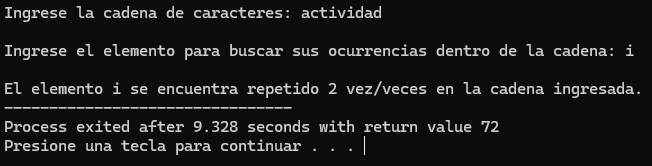 Ingrese la cadena de caracteres: actividad
Ingrese el elemento para buscar sus ocurrencias dentro de la cadena: i
El elemento i se encuentra repetido 2 vez/veces en la cadena ingresada.
--------------------------------
Process exited after 9.328 seconds with return value 72
Presione una tecla para continuar . . .